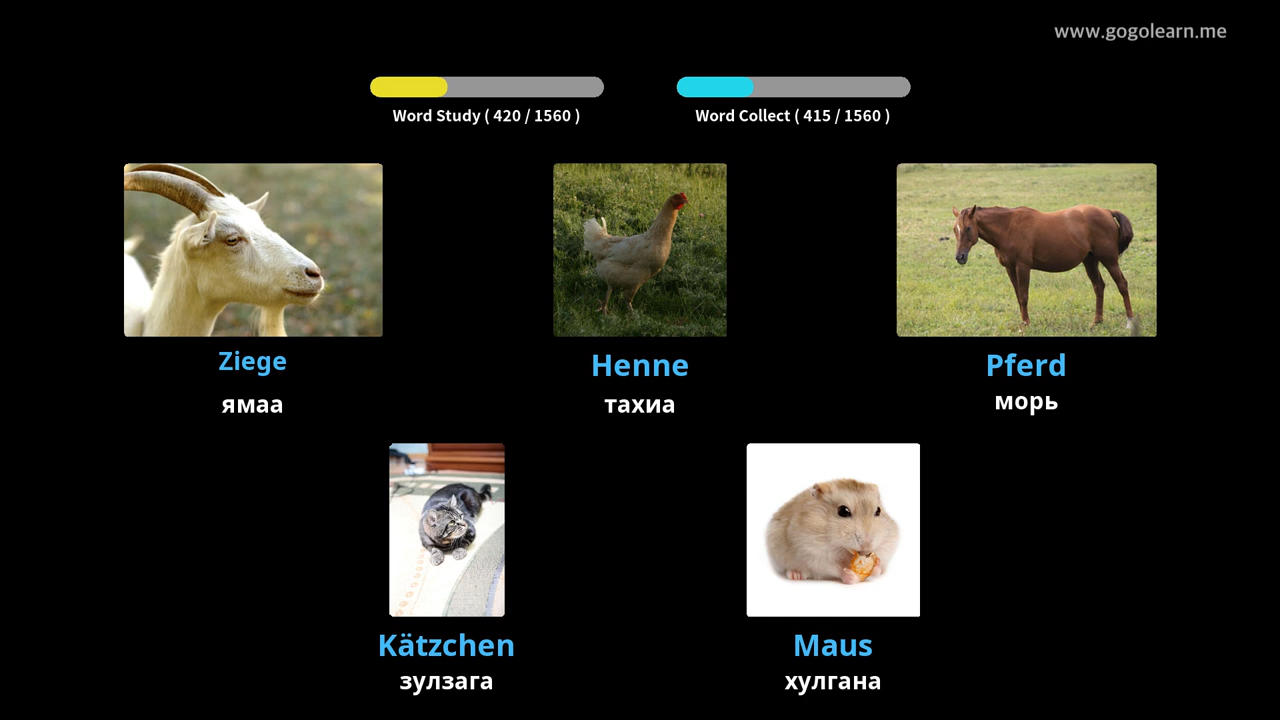 www.gogolearn.me
Word Study ( 420 / 1560 )
Word Collect ( 415 / 1560 )
Ziege
ямаа
Henne
тахиа
Pferd
морь
Kätzchen
зулзага
Maus
хулгана